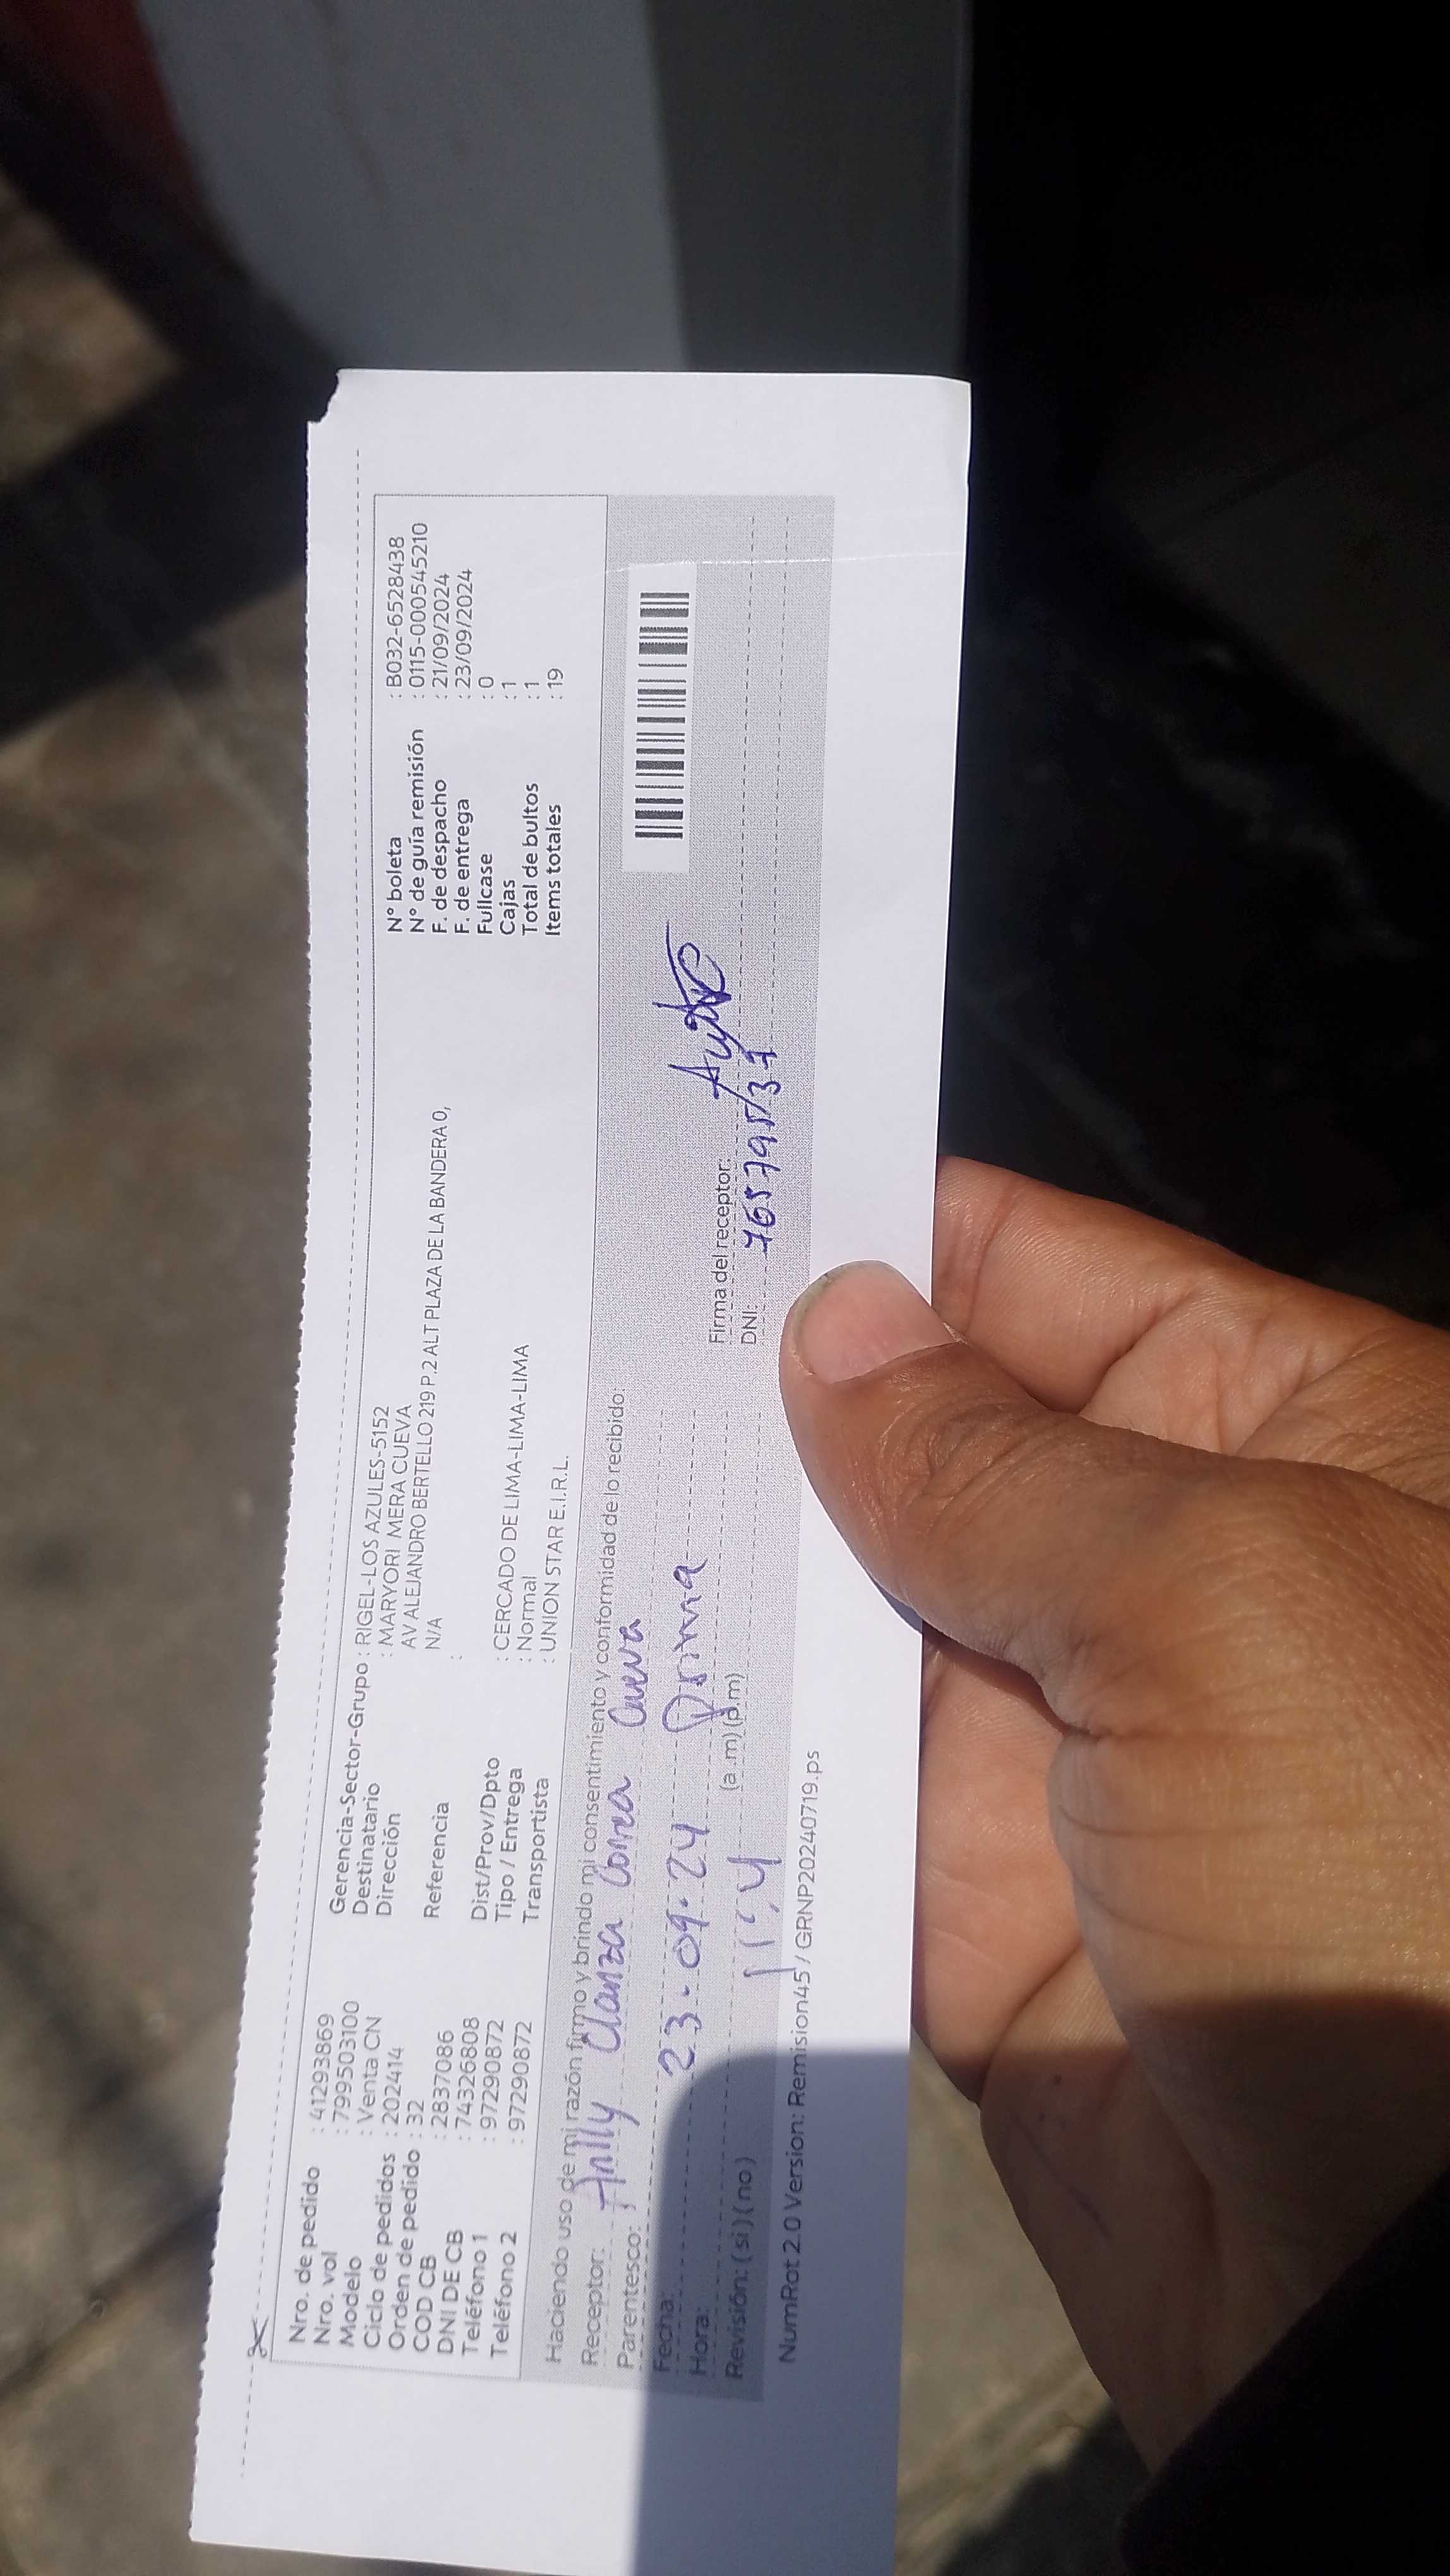 Nro. de pedido : 41293869
Nro. vol : 799503100
Modelo : Venta CN
Ciclo de pedidos : 202414
Orden de pedido : 32
COD CB : 2837086
DNI DE CB : 74326808
Teléfono 1 : 97290872
Teléfono 2 : 97290872
Gerencia-Sector-Grupo : RIGEL-LOS AZULES-5152
Destinatario : MARYORI MERA CUEVA
Dirección AV ALEJANDRO BERTELLO 219 P.2 ALT PLAZA DE LA BANDERA 0,
N/A
Referencia :
Dist/Prov/Dpto : CERCADO DE LIMA-LIMA-LIMA
Tipo / Entrega : Normal
Transportista : UNION STAR E.I.R.L.
N° boleta : B032-6528438
N° de guía remisión : 0115-000545210
F. de despacho : 21/09/2024
F. de entrega : 23/09/2024
Fullcase : 0
Cajas : 1
Total de bultos : 1
Items totales : 19
Haciendo uso de mi razón firmo y brindo mi consentimiento y conformidad de lo recibido:
Receptor: Anlly Correa Cueva
Parentesco: Prima
Fecha: 23.09.24
Hora: (a.m) (p.m)
Revisión: ( si ) ( no )
Firma del receptor:
DNI:
NumRot 2.0 Version: Remision45 / GRNP20240719.ps